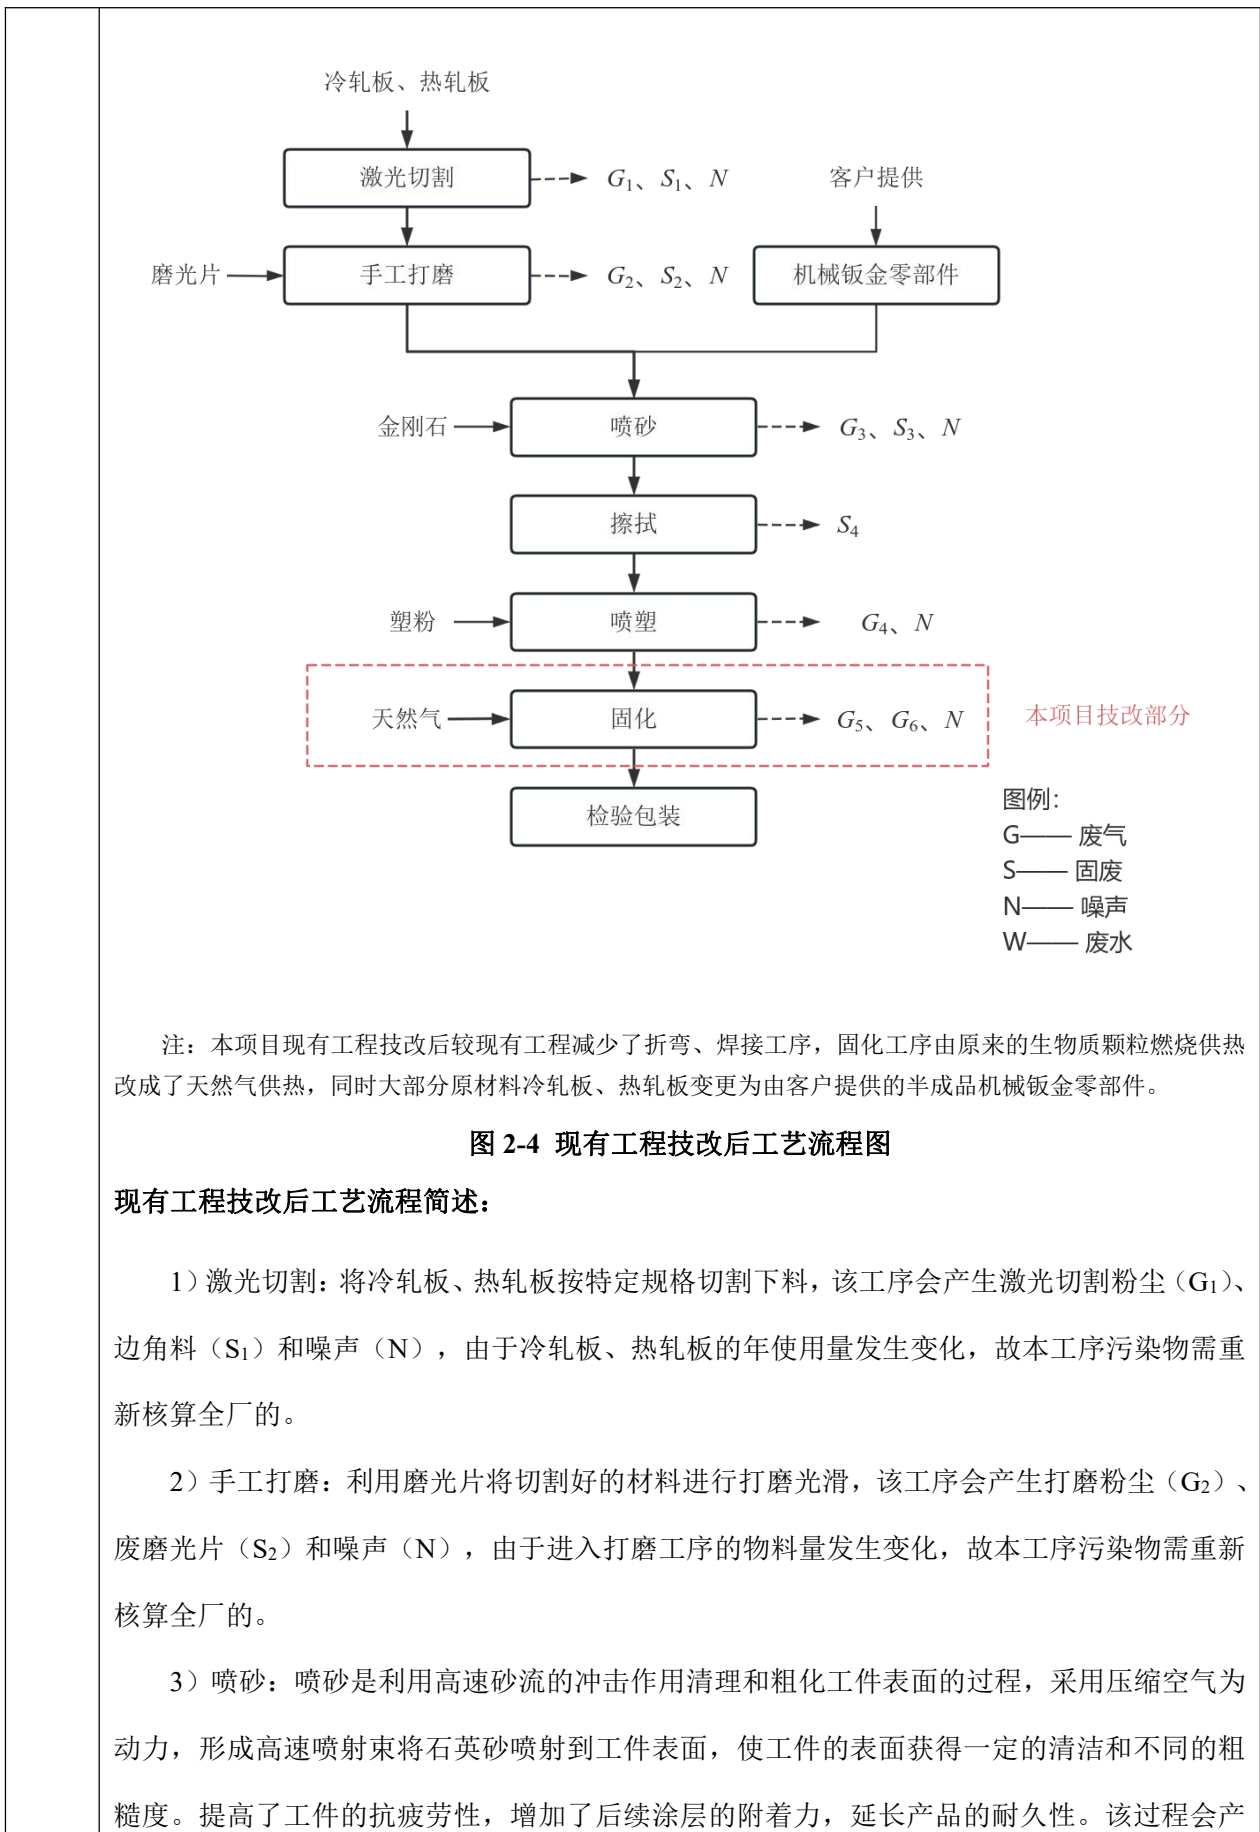 冷轧板、热轧板
激光切割
G₁、S₁、N
客户提供
磨光片
手工打磨
G₂、S₂、N
机械钣金零部件
金刚石
喷砂
G₃、S₃、N
擦拭
S₄
塑粉
喷塑
G₄、N
天然气
固化
G₅、G₆、N
本项目技改部分
检验包装
图例：
G—— 废气
S—— 固废
N—— 噪声
W—— 废水
注：本项目现有工程技改后较现有工程减少了折弯、焊接工序，固化工序由原来的生物质颗粒燃烧供热
改成了天然气供热，同时大部分原材料冷轧板、热轧板变更为由客户提供的半成品机械钣金零部件。
图 2-4 现有工程技改后工艺流程图
现有工程技改后工艺流程简述：
1）激光切割：将冷轧板、热轧板按特定规格切割下料，该工序会产生激光切割粉尘（G₁）、
边角料（S₁）和噪声（N），由于冷轧板、热轧板的年使用量发生变化，故本工序污染物需重
新核算全厂的。
2）手工打磨：利用磨光片将切割好的材料进行打磨光滑，该工序会产生打磨粉尘（G₂）、
废磨光片（S₂）和噪声（N），由于进入打磨工序的物料量发生变化，故本工序污染物需重新
核算全厂的。
3）喷砂：喷砂是利用高速砂流的冲击作用清理和粗化工件表面的过程，采用压缩空气为
动力，形成高速喷射束将石英砂喷射到工件表面，使工件的表面获得一定的清洁和不同的粗
糙度。提高了工件的抗疲劳性，增加了后续涂层的附着力，延长产品的耐久性。该过程会产